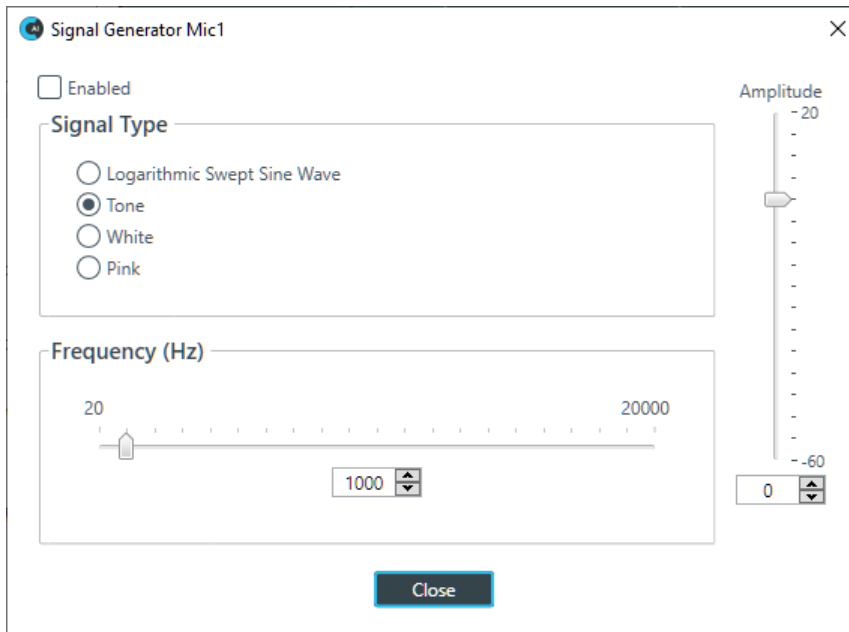 Signal Generator Mic1
Enabled
Amplitude
20
Signal Type
Logarithmic Swept Sine Wave
Tone
White
Pink
Frequency (Hz)
20 20000
1000
-60
0
Close